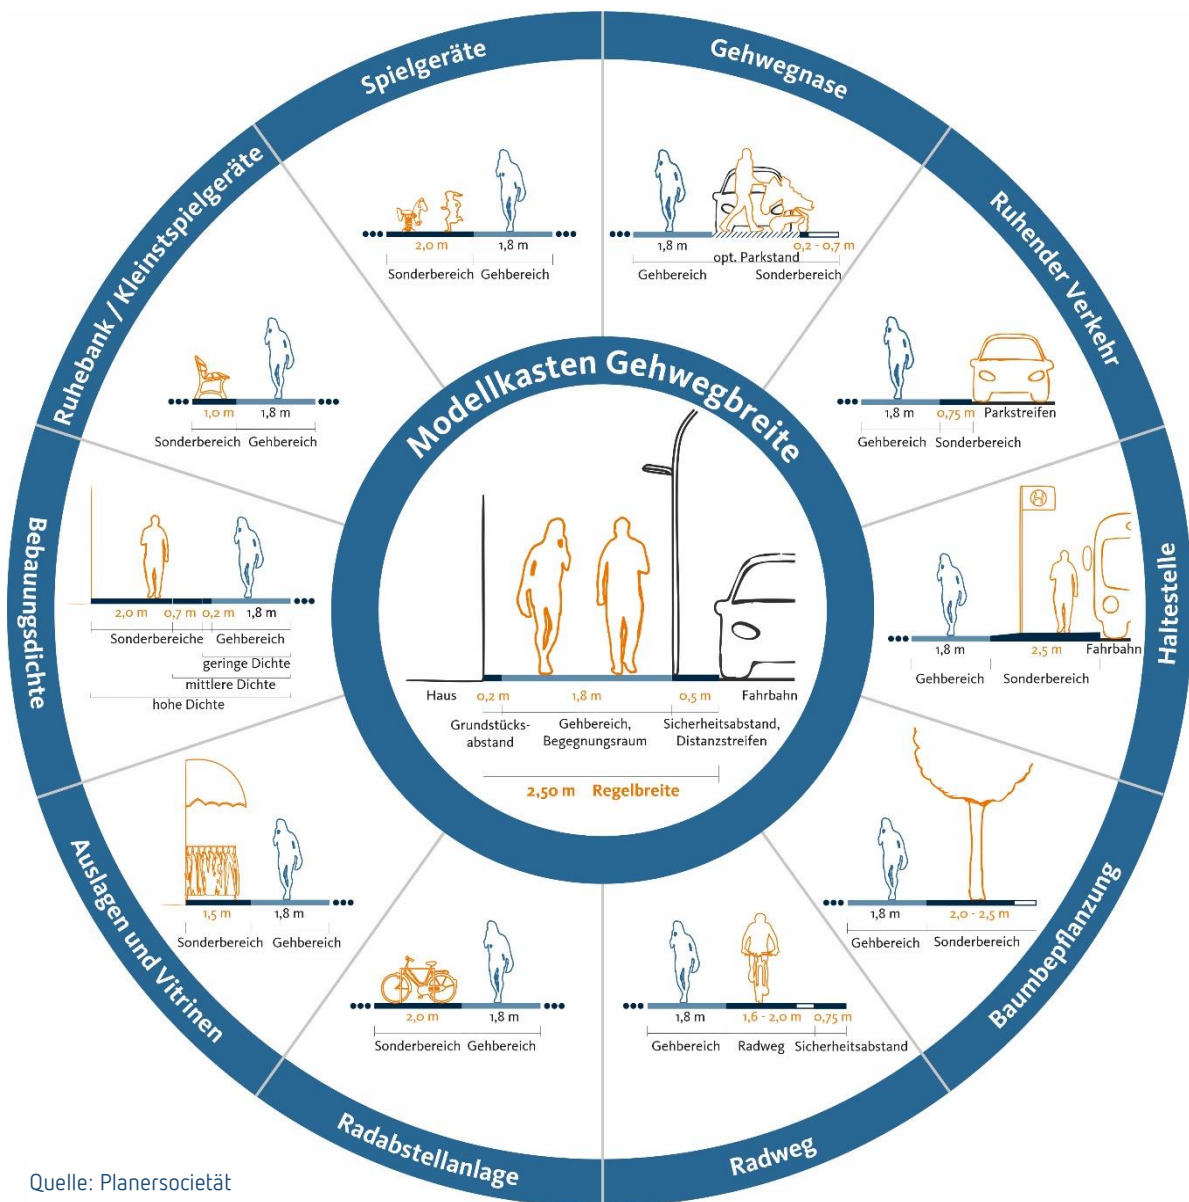 Modellkasten Gehwegbreite
Haus
0,2 m
1,8 m
0,5 m
Fahrbahn
Grundstücks-
abstand
Gehbereich,
Begegnungsraum
Sicherheitsabstand,
Distanzstreifen
2,50 m Regelbreite
Gehwegnase
1,8 m
opt. Parkstand
0,2 - 0,7 m
Gehbereich
Sonderbereich
Ruhender Verkehr
1,8 m
0,75 m
Parkstreifen
Gehbereich
Sonderbereich
Haltestelle
H
1,8 m
2,5 m
Fahrbahn
Gehbereich
Sonderbereich
Baumbepflanzung
1,8 m
2,0 - 2,5 m
Gehbereich
Sonderbereich
Radweg
1,8 m
1,6 - 2,0 m
0,75 m
Gehbereich
Radweg
Sicherheitsabstand
Radabstellanlage
2,0 m
1,8 m
Sonderbereich
Gehbereich
Auslagen und Vitrinen
1,5 m
1,8 m
Sonderbereich
Gehbereich
Bebauungsdichte
2,0 m
0,7 m
0,2 m
1,8 m
Sonderbereiche
Gehbereich
geringe Dichte
mittlere Dichte
hohe Dichte
Ruhebank / Kleinstspielgeräte
1,0 m
1,8 m
Sonderbereich
Gehbereich
Spielgeräte
2,0 m
1,8 m
Sonderbereich
Gehbereich
Quelle: Planersocietät